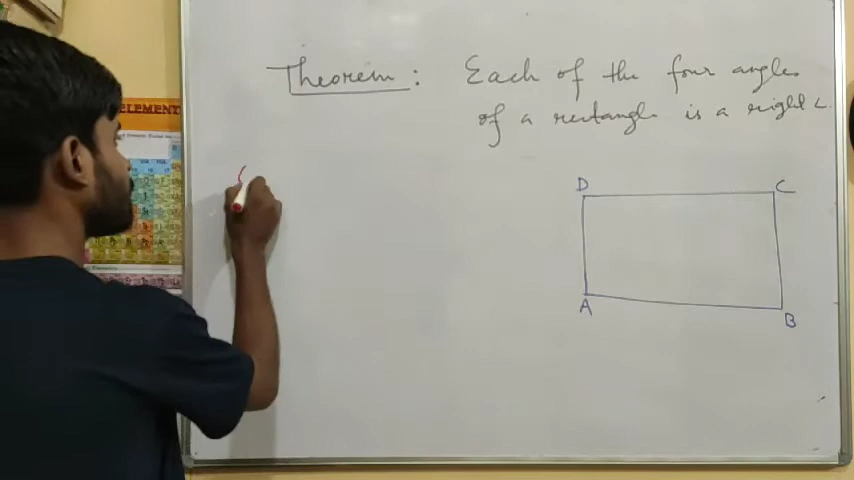 Theorem : Each of the four angles
of a rectangle is a right ∠.
D C
A B
ELEMENT